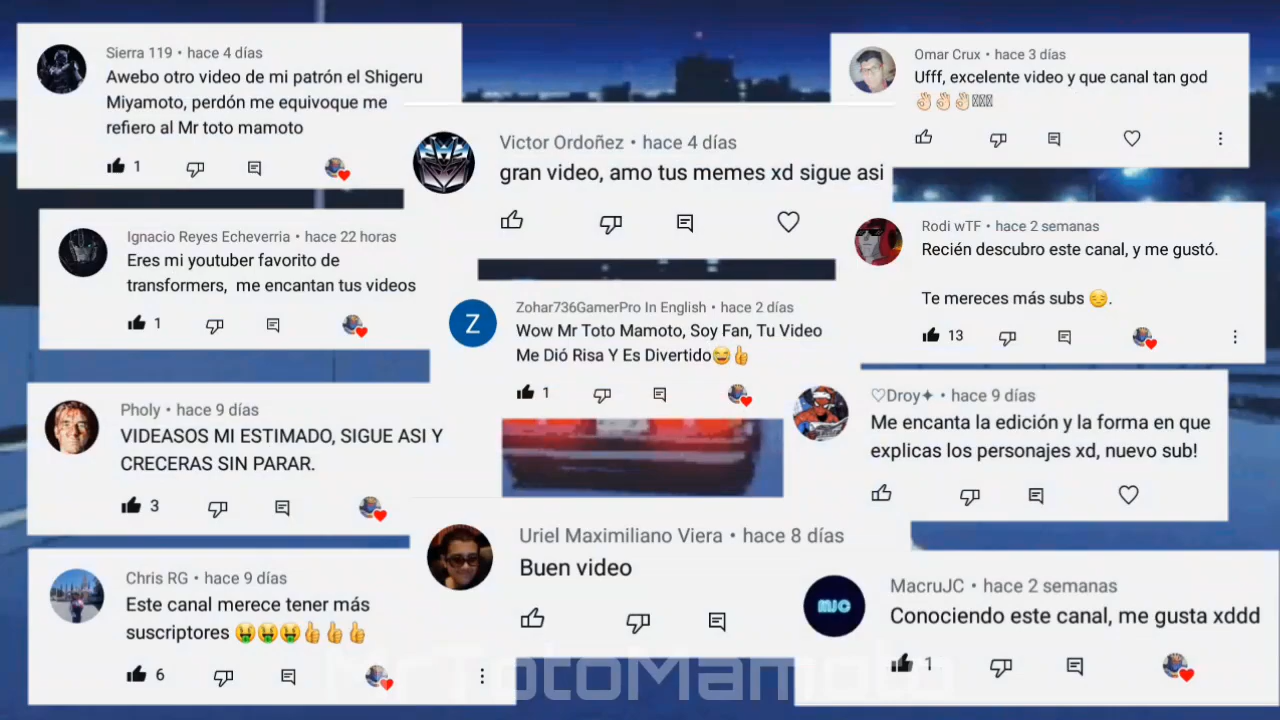 Sierra 119 • hace 4 días
Awebo otro video de mi patrón el Shigeru
Miyamoto, perdón me equivoque me
refiero al Mr toto mamoto
1
Victor Ordoñez • hace 4 días
gran video, amo tus memes xd sigue asi
Omar Crux • hace 3 días
Ufff, excelente video y que canal tan god
👌🏻👌🏻👌🏻
Ignacio Reyes Echeverria • hace 22 horas
Eres mi youtuber favorito de
transformers, me encantan tus videos
1
Zohar736GamerPro In English • hace 2 días
Wow Mr Toto Mamoto, Soy Fan, Tu Video
Me Dió Risa Y Es Divertido😂👍
1
Z
Rodi wTF • hace 2 semanas
Recién descubro este canal, y me gustó.
Te mereces más subs 😔.
13
Pholy • hace 9 días
VIDEASOS MI ESTIMADO, SIGUE ASI Y
CRECERAS SIN PARAR.
3
♡Droy✦ • hace 9 días
Me encanta la edición y la forma en que
explicas los personajes xd, nuevo sub!
Chris RG • hace 9 días
Este canal merece tener más
suscriptores 🤑🤑🤑👍👍👍
6
Uriel Maximiliano Viera • hace 8 días
Buen video
MJC
MacruJC • hace 2 semanas
Conociendo este canal, me gusta xddd
1
MrTotoMamoto